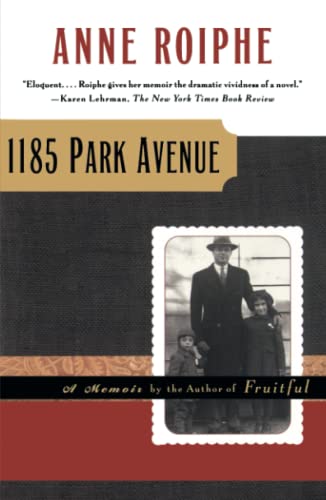 ANNE ROIPHE
"Eloquent. . . . Roiphe gives her memoir the dramatic vividness of a novel."
—Karen Lehrman, The New York Times Book Review
1185 PARK AVENUE
A Memoir by the Author of Fruitful